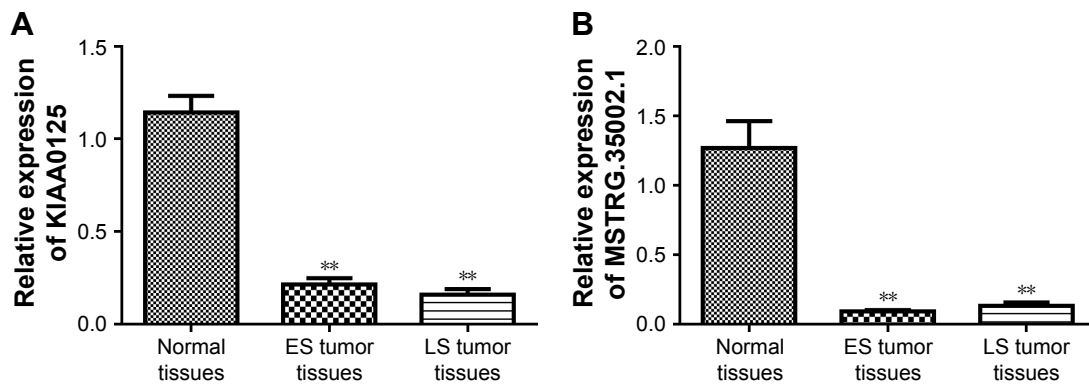 A
Relative expression
of KIAA0125
1.5
1.0
0.5
0.0
**
**
Normal
tissues
ES tumor
tissues
LS tumor
tissues
B
Relative expression
of MSTRG.35002.1
2.0
1.5
1.0
0.5
0.0
**
**
Normal
tissues
ES tumor
tissues
LS tumor
tissues